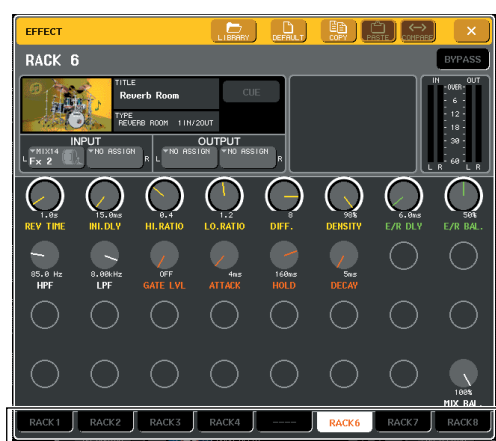 EFFECT
LIBRARY DEFAULT COPY PASTE COMPARE ×
RACK 6 BYPASS
TITLE
Reverb Room CUE
TYPE
REVERB ROOM 1IN/2OUT
IN OUT
-OVER-
6
12
18
30
60
L R L R
INPUT OUTPUT
L ▼MIX14 ▼NO ASSIGN R L ▼NO ASSIGN ▼NO ASSIGN R
Fx 2
1.0s 15.0ms 0.4 1.2 8 98% 6.0ms 50%
REV TIME INI.DLY HI.RATIO LO.RATIO DIFF. DENSITY E/R DLY E/R BAL.
85.0 Hz 8.00kHz OFF 4ms 160ms 5ms
HPF LPF GATE LVL ATTACK HOLD DECAY
100%
MIX BAL.
RACK1 RACK2 RACK3 RACK4 ---- RACK6 RACK7 RACK8